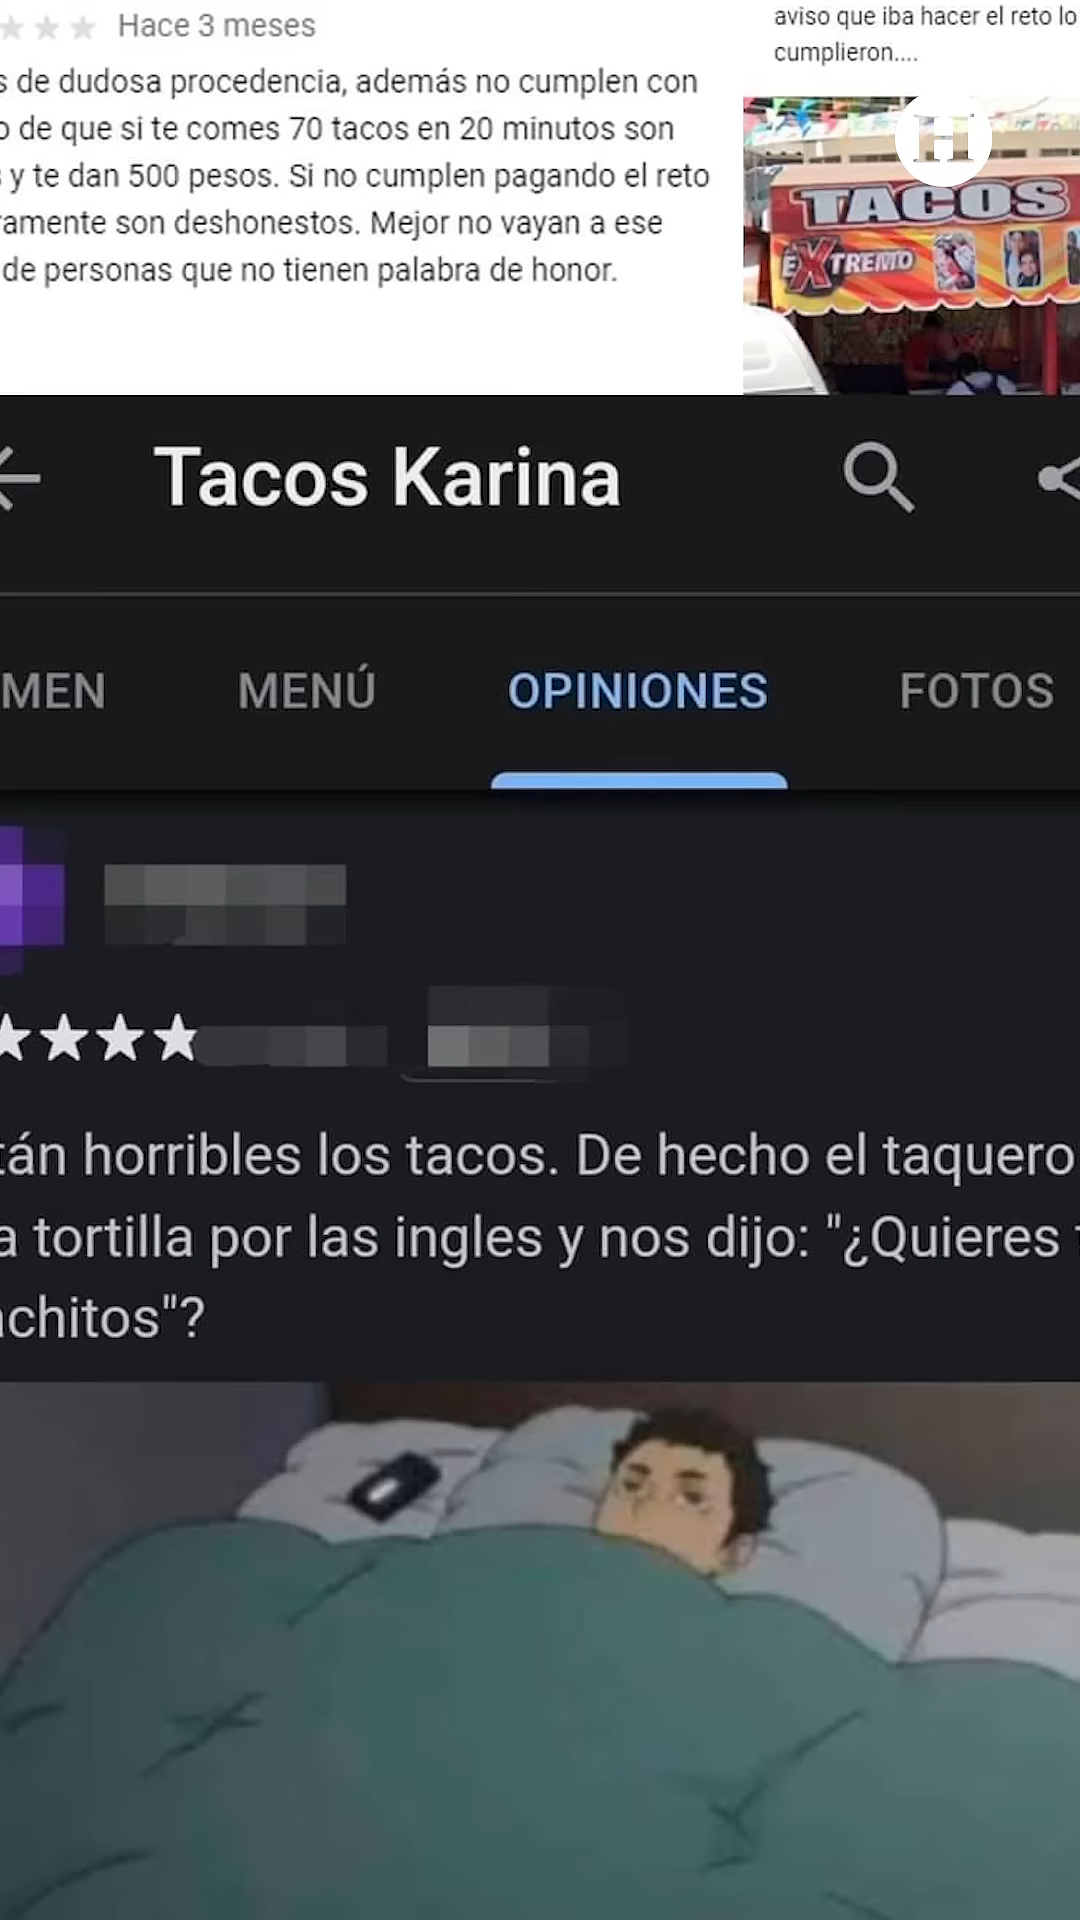 Hace 3 meses
s de dudosa procedencia, además no cumplen con
o de que si te comes 70 tacos en 20 minutos son
s y te dan 500 pesos. Si no cumplen pagando el reto
ramente son deshonestos. Mejor no vayan a ese
de personas que no tienen palabra de honor.
aviso que iba hacer el reto lo
cumplieron....
H
TACOS
EXTREMO
Tacos Karina
MEN MENÚ OPINIONES FOTOS
tán horribles los tacos. De hecho el taquero
a tortilla por las ingles y nos dijo: "¿Quieres
achitos"?